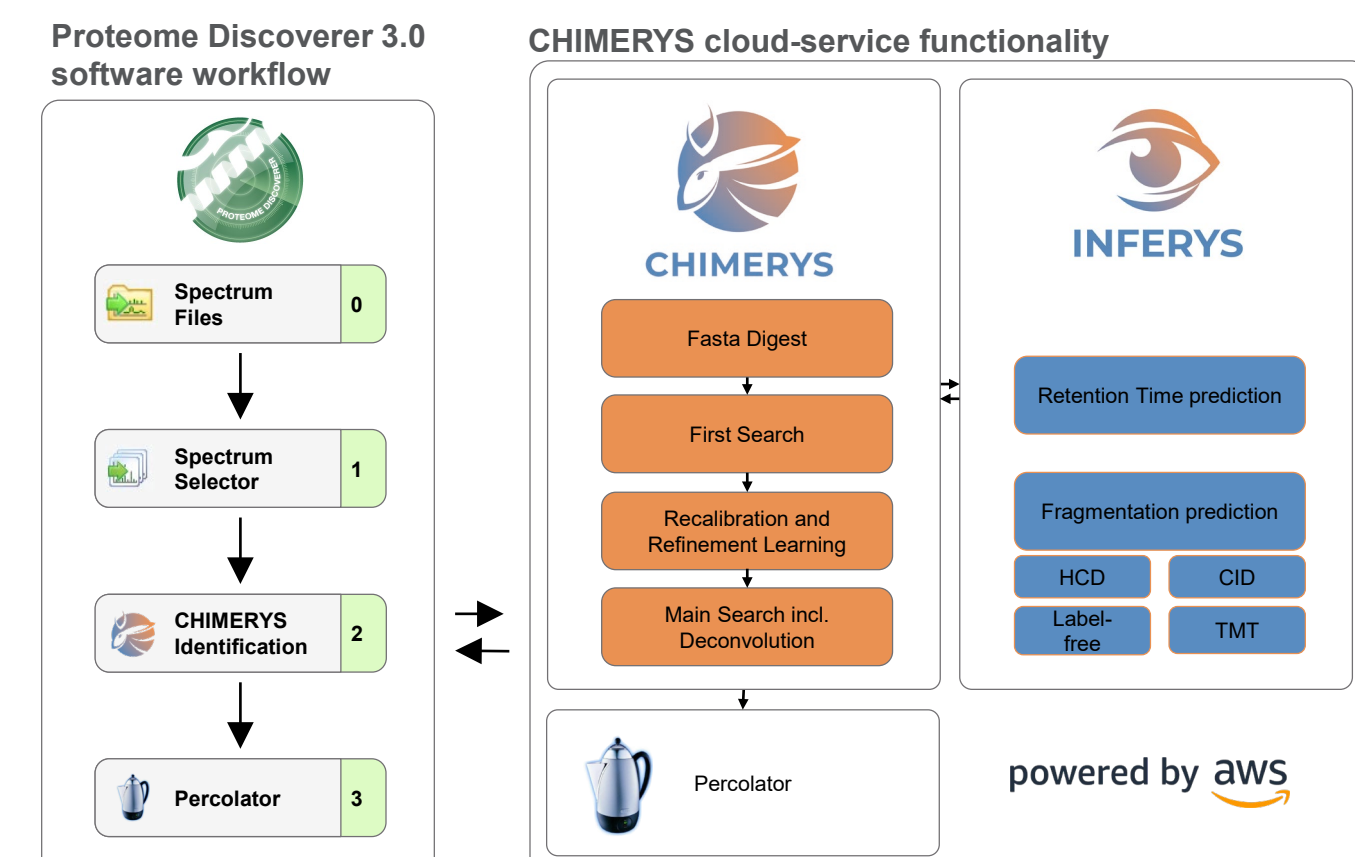 Proteome Discoverer 3.0
software workflow
PROTEOME DISCOVERER
Spectrum
Files
0
Spectrum
Selector
1
CHIMERYS
Identification
2
Percolator
3
CHIMERYS cloud-service functionality
CHIMERYS
Fasta Digest
First Search
Recalibration and
Refinement Learning
Main Search incl.
Deconvolution
Percolator
INFERYS
Retention Time prediction
Fragmentation prediction
HCD
CID
Label-
free
TMT
powered by aws